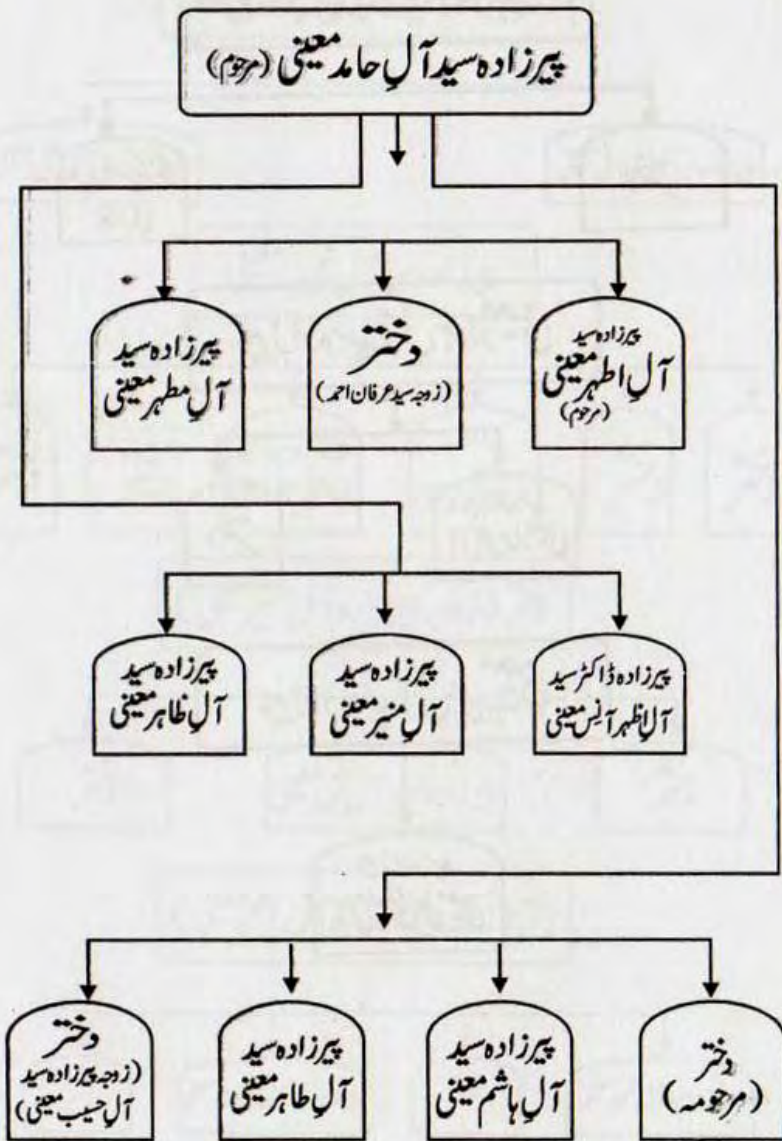 پیرزادہ سید آلِ حامد معینی (مرحوم)
پیرزادہ سید
آلِ اطہر معینی
(مرحوم)
دختر
(زوجہ سید عرفان احمد)
پیرزادہ سید
آلِ مطہر معینی
پیرزادہ ڈاکٹر سید
آلِ اظہر آنس معینی
پیرزادہ سید
آلِ منیر معینی
پیرزادہ سید
آلِ ظاہر معینی
دختر
(مرحومہ)
پیرزادہ سید
آلِ ہاشم معینی
پیرزادہ سید
آلِ طاہر معینی
دختر
(زوجہ پیرزادہ سید
آلِ حسیب معینی)